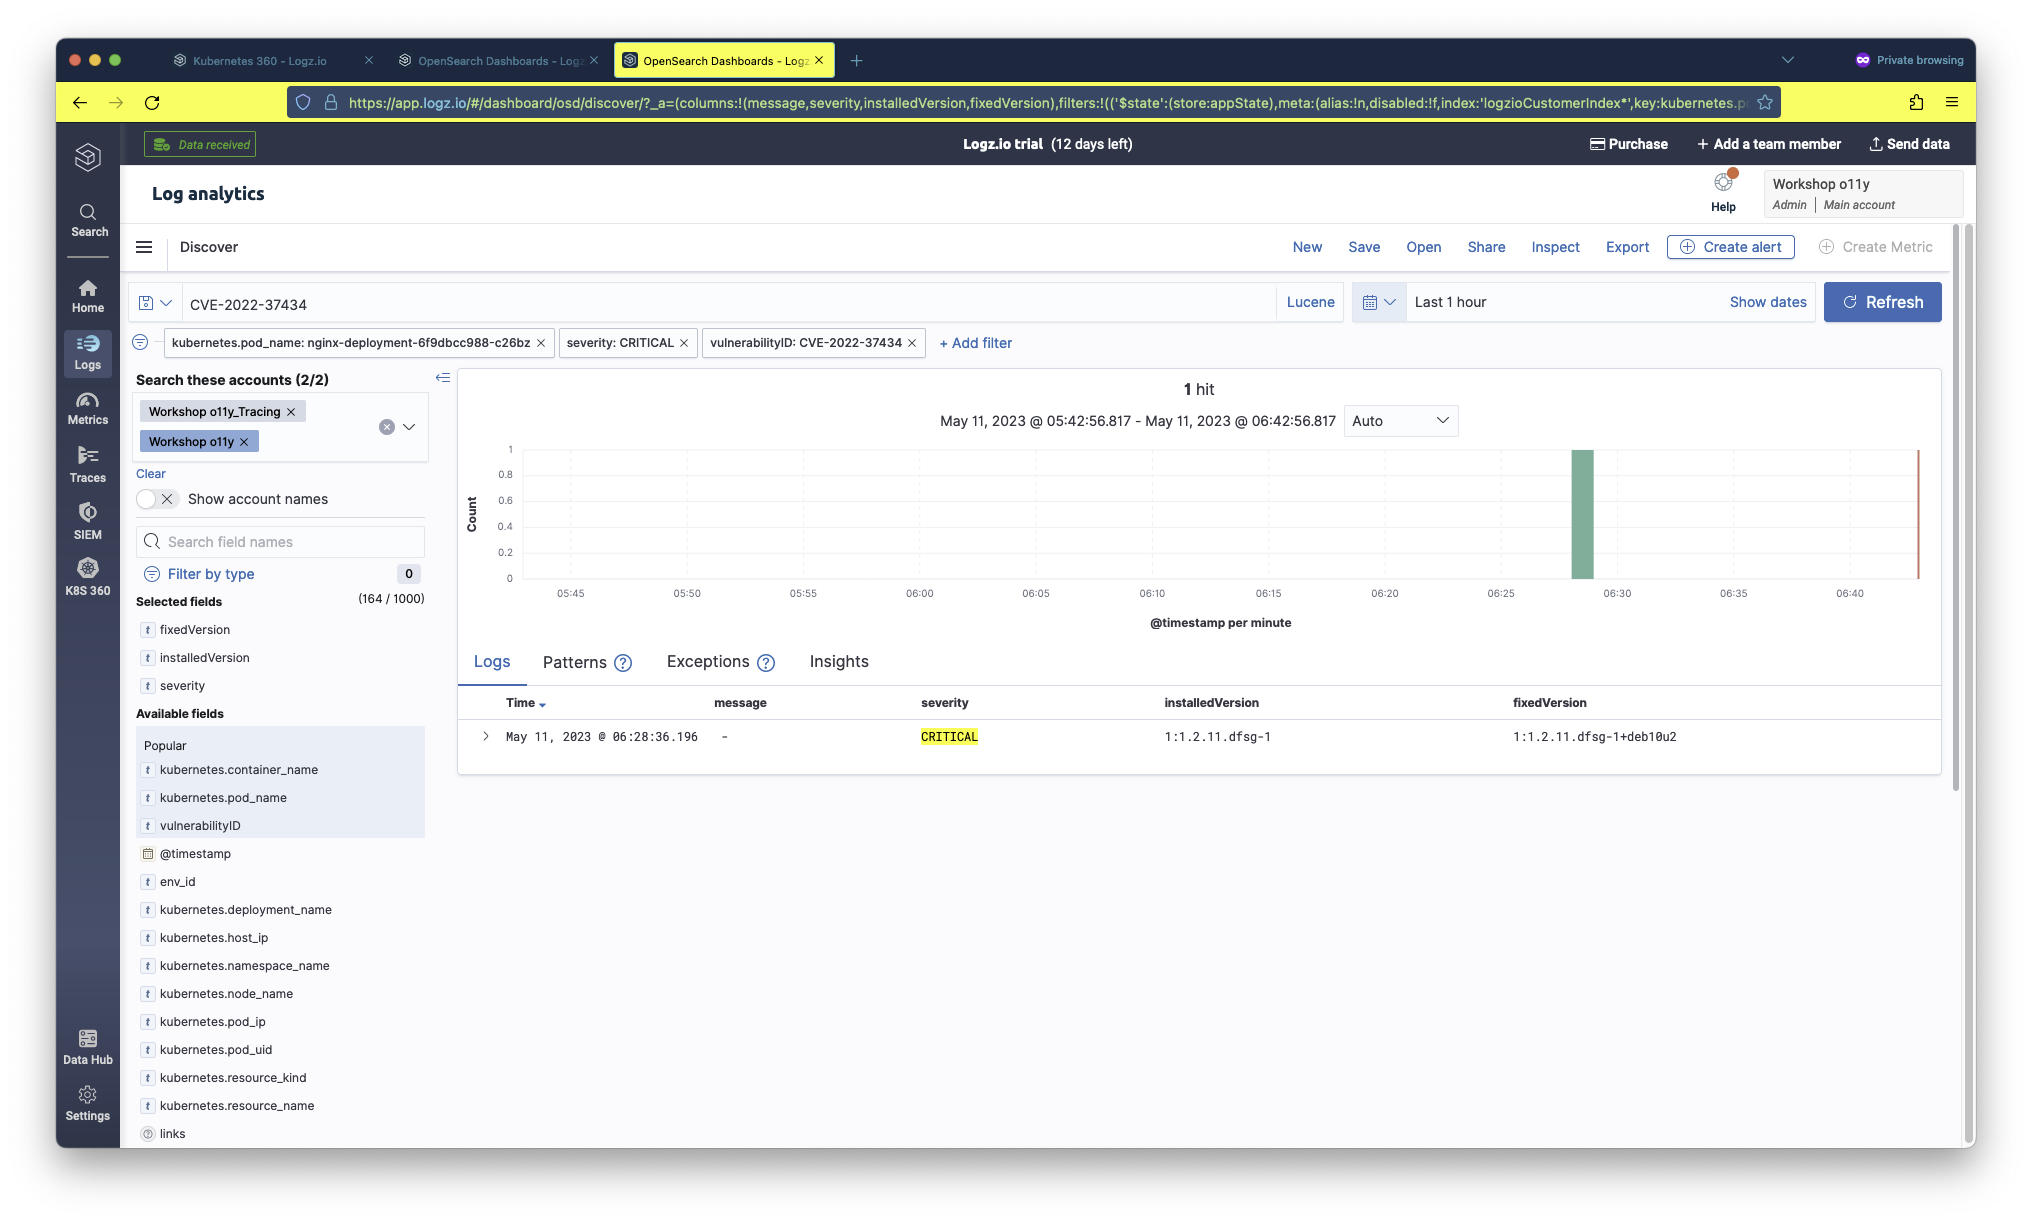 Kubernetes 360 - Logz.io
OpenSearch Dashboards - Logz
OpenSearch Dashboards - Logz
Private browsing
https://app.logz.io/#/dashboard/osd/discover/?_a=(columns:!(message,severity,installedVersion,fixedVersion),filters:!(('$state':(store:appState),meta:(alias:!n,disabled:!f,index:'logzioCustomerIndex*',key:kubernetes.po
Data received
Logz.io trial (12 days left)
Purchase
Add a team member
Send data
Log analytics
Help
Workshop o11y
Admin | Main account
Search
Home
Logs
Metrics
Traces
SIEM
K8S 360
Data Hub
Settings
Discover
New
Save
Open
Share
Inspect
Export
Create alert
Create Metric
CVE-2022-37434
Lucene
Last 1 hour
Show dates
Refresh
kubernetes.pod_name: nginx-deployment-6f9dbcc988-c26bz
severity: CRITICAL
vulnerabilityID: CVE-2022-37434
+ Add filter
Search these accounts (2/2)
Workshop o11y_Tracing
Workshop o11y
Clear
Show account names
Search field names
Filter by type
0
Selected fields
(164 / 1000)
t fixedVersion
t installedVersion
t severity
Available fields
Popular
t kubernetes.container_name
t kubernetes.pod_name
t vulnerabilityID
@timestamp
t env_id
t kubernetes.deployment_name
t kubernetes.host_ip
t kubernetes.namespace_name
t kubernetes.node_name
t kubernetes.pod_ip
t kubernetes.pod_uid
t kubernetes.resource_kind
t kubernetes.resource_name
links
1 hit
May 11, 2023 @ 05:42:56.817 - May 11, 2023 @ 06:42:56.817
Auto
Count
1
0.8
0.6
0.4
0.2
0
05:45 05:50 05:55 06:00 06:05 06:10 06:15 06:20 06:25 06:30 06:35 06:40
@timestamp per minute
Logs
Patterns
Exceptions
Insights
Time message severity installedVersion fixedVersion
May 11, 2023 @ 06:28:36.196 - CRITICAL 1:1.2.11.dfsg-1 1:1.2.11.dfsg-1+deb10u2